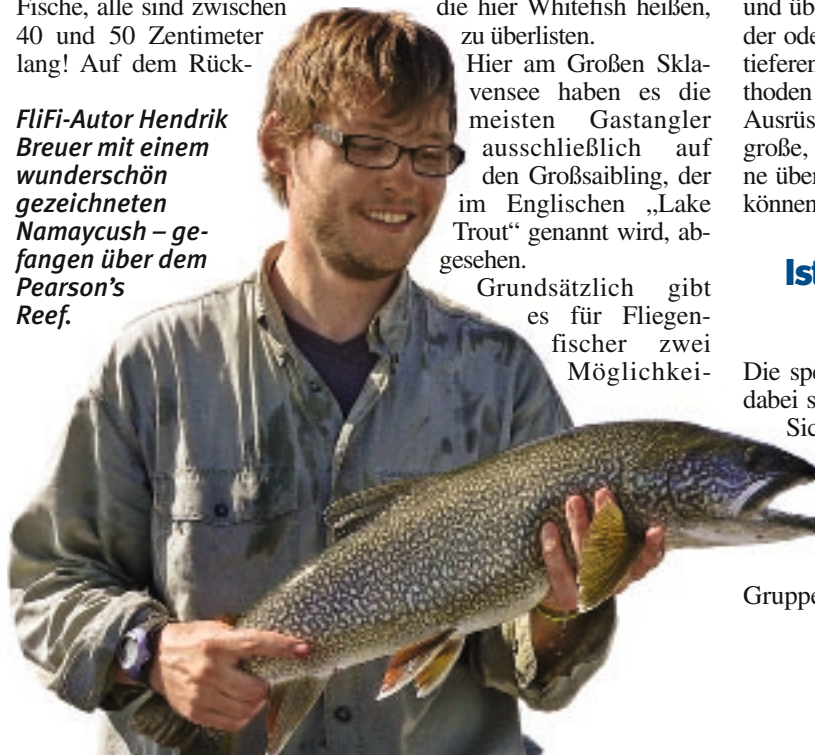 Fische, alle sind zwischen
40 und 50 Zentimeter
lang! Auf dem Rück-
FliFi-Autor Hendrik
Breuer mit einem
wunderschön
gezeichneten
Namaycush – ge-
fangen über dem
Pearson's
Reef.
die hier Whitefish heißen,
zu überlisten.
Hier am Großen Skla-
vensee haben es die
meisten Gastangler
ausschließlich auf
den Großsaibling, der
im Englischen „Lake
Trout“ genannt wird, ab-
gesehen.
Grundsätzlich gibt
es für Fliegen-
fischer zwei
Möglichkei-
und üb
der ode
tieferen
thoden
Ausrüs
große,
ne über
können
Ist
Die spe
dabei s
Sic
Gruppe